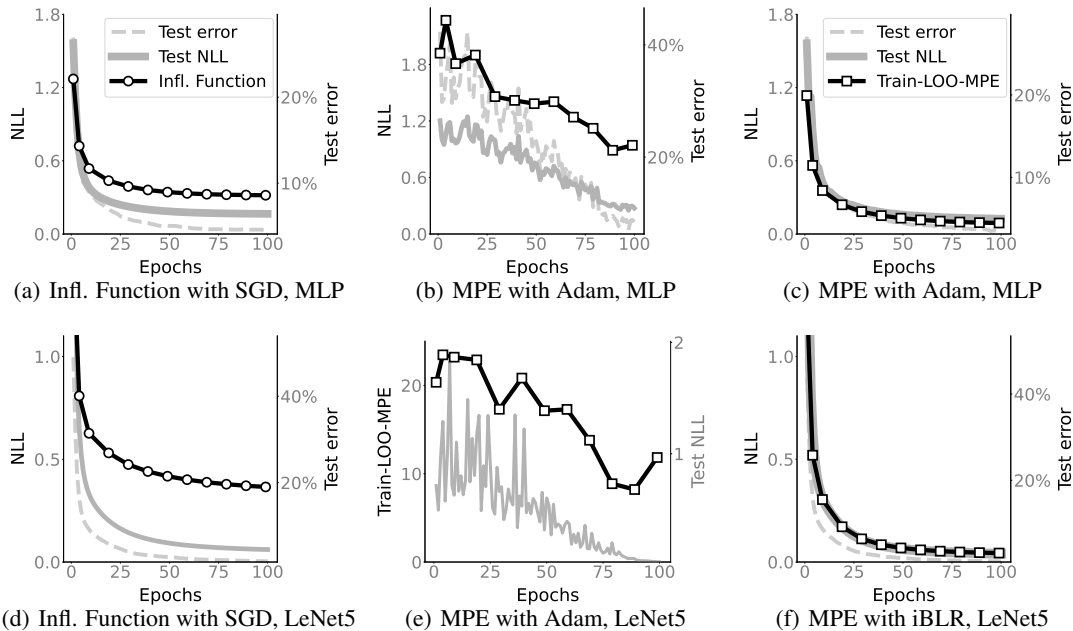 1.8
1.2
0.6
0.0
NLL
0
25
50
75
100
Epochs
20%
10%
Test error
Test error
Test NLL
Infl. Function
(a) Infl. Function with SGD, MLP
1.8
1.2
0.6
0.0
NLL
0
25
50
75
100
Epochs
40%
20%
Test error
(b) MPE with Adam, MLP
1.8
1.2
0.6
0.0
NLL
0
25
50
75
100
Epochs
20%
10%
Test error
Test error
Test NLL
Train-LOO-MPE
(c) MPE with Adam, MLP
1.0
0.5
0.0
NLL
0
25
50
75
100
Epochs
40%
20%
Test error
(d) Infl. Function with SGD, LeNet5
20
10
0
Train-LOO-MPE
0
25
50
75
100
Epochs
2
1
Test NLL
(e) MPE with Adam, LeNet5
1.0
0.5
0.0
NLL
0
25
50
75
100
Epochs
40%
20%
Test error
(f) MPE with iBLR, LeNet5